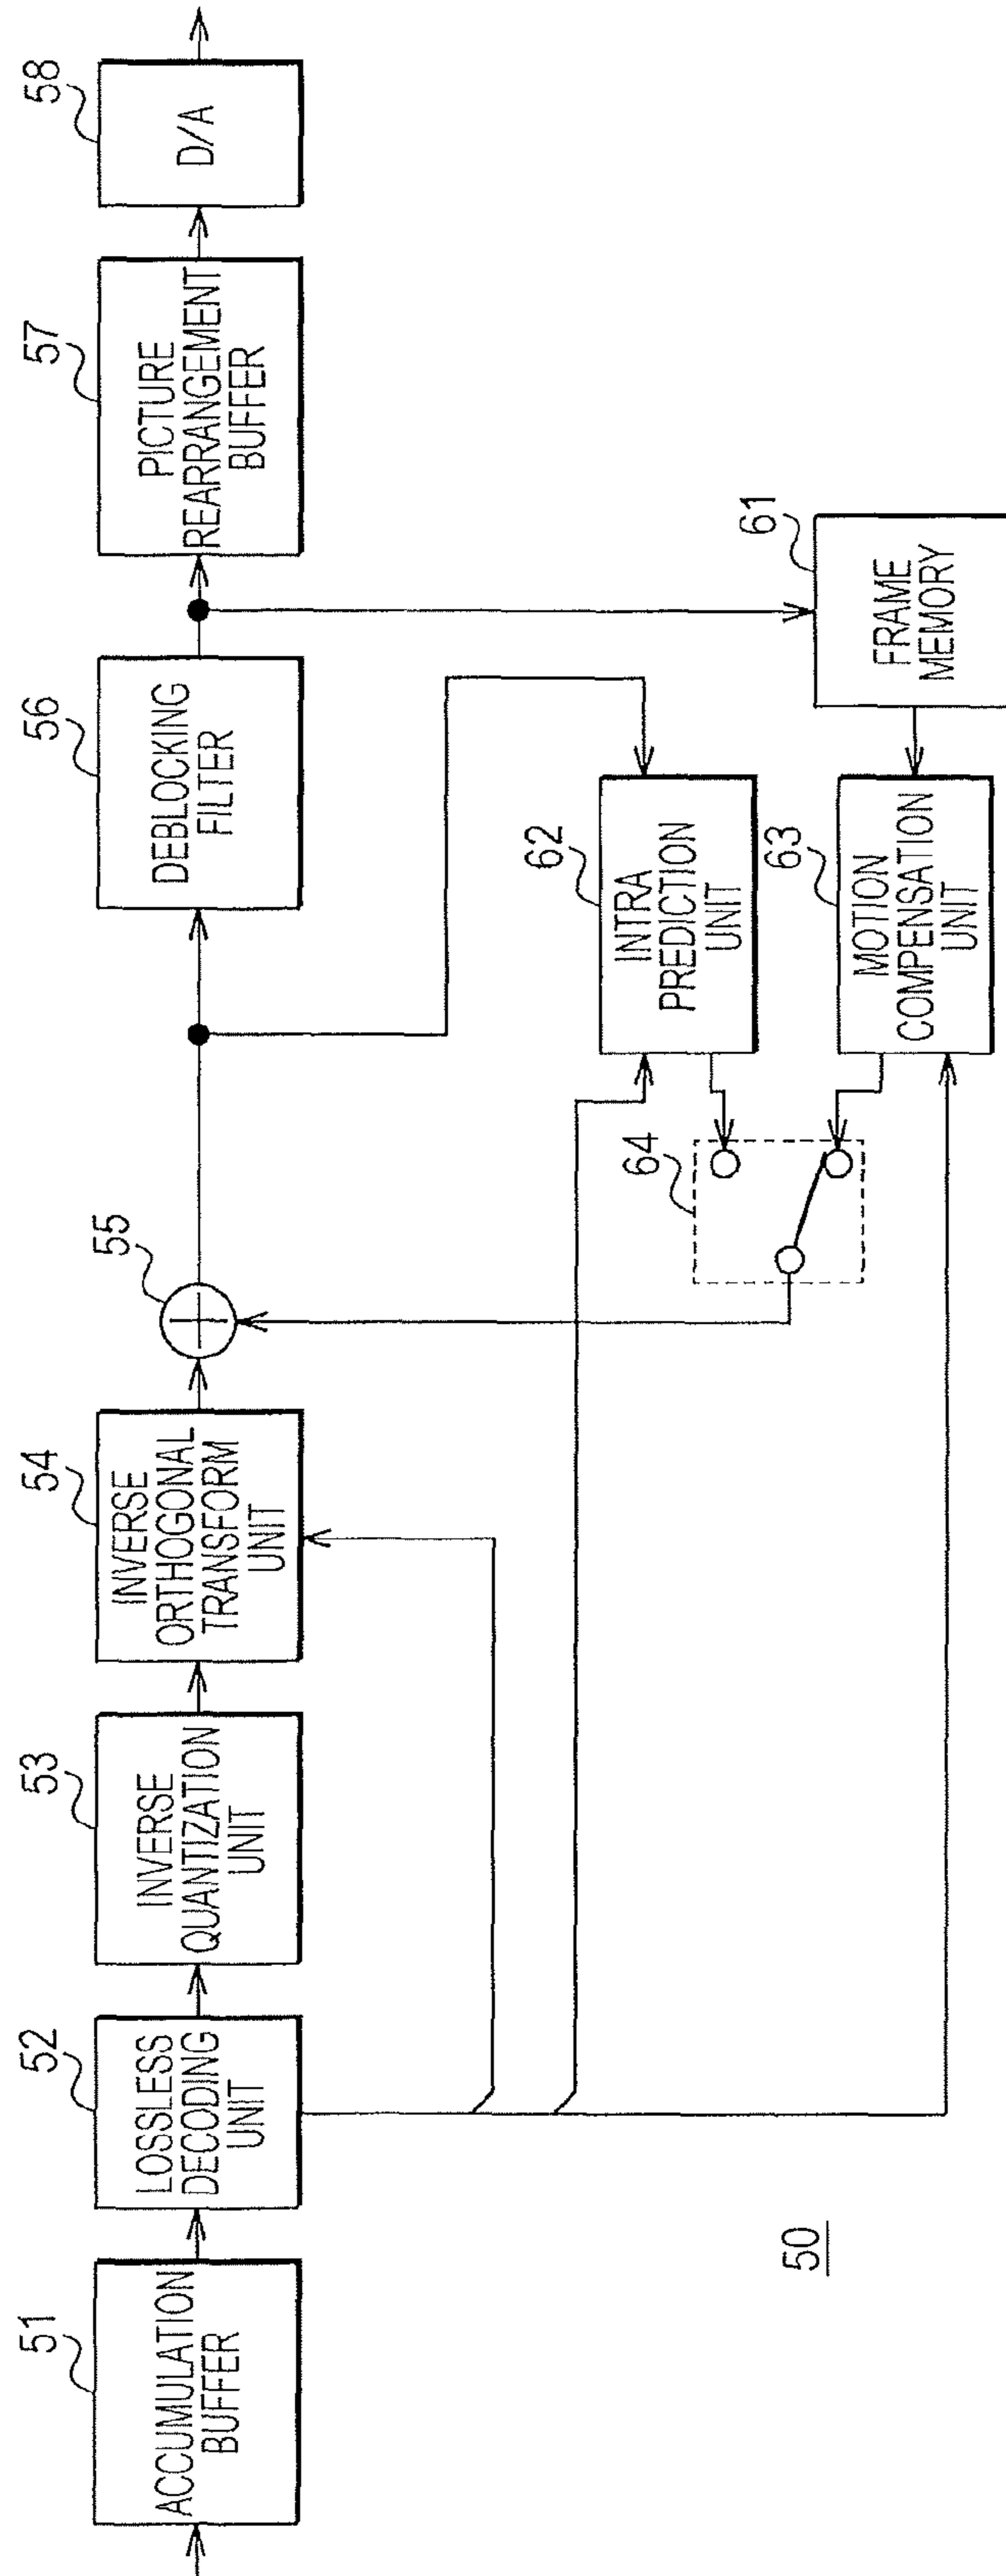 51
ACCUMULATION
BUFFER
52
LOSSLESS
DECODING
UNIT
53
INVERSE
QUANTIZATION
UNIT
54
INVERSE
ORTHOGONAL
TRANSFORM
UNIT
55
56
DEBLOCKING
FILTER
57
PICTURE
REARRANGEMENT
BUFFER
58
D/A
61
FRAME
MEMORY
62
INTRA
PREDICTION
UNIT
63
MOTION
COMPENSATION
UNIT
64
50